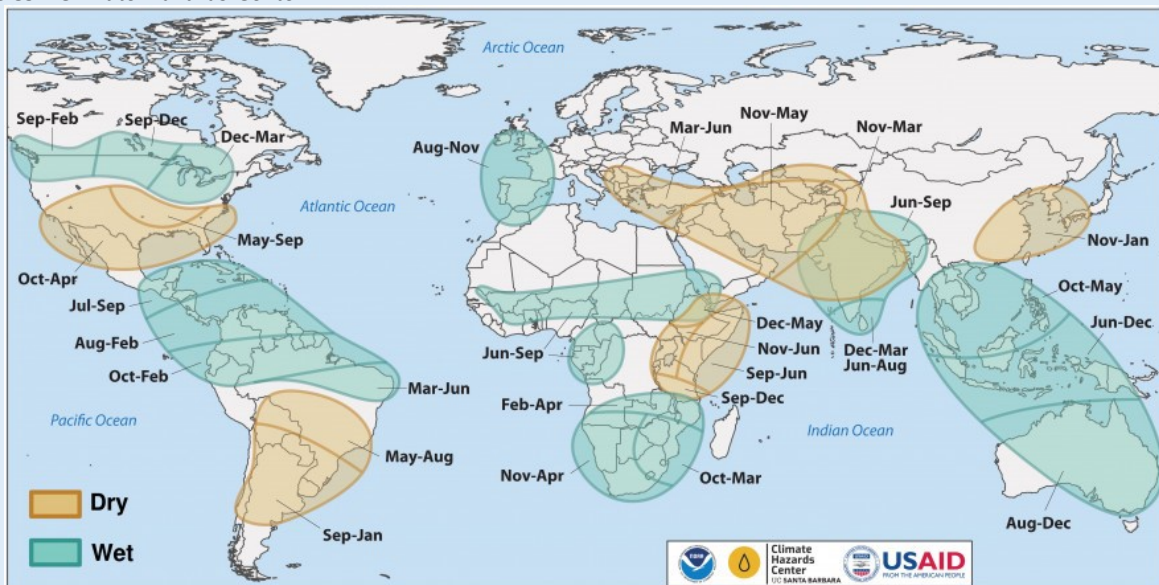 Arctic Ocean
Sep-Feb
Sep-Dec
Dec-Mar
Aug-Nov
Mar-Jun
Nov-May
Nov-Mar
Jun-Sep
Atlantic Ocean
May-Sep
Nov-Jan
Oct-Apr
Jul-Sep
Aug-Feb
Oct-Feb
Mar-Jun
Jun-Sep
Dec-May
Nov-Jun
Sep-Jun
Sep-Dec
Dec-Mar
Jun-Aug
Oct-May
Jun-Dec
Feb-Apr
Pacific Ocean
Indian Ocean
May-Aug
Nov-Apr
Oct-Mar
Sep-Jan
Aug-Dec
Dry
Wet
Climate
Hazards
Center
UC SANTA BARBARA
USAID
FROM THE AMERICAN PEOPLE